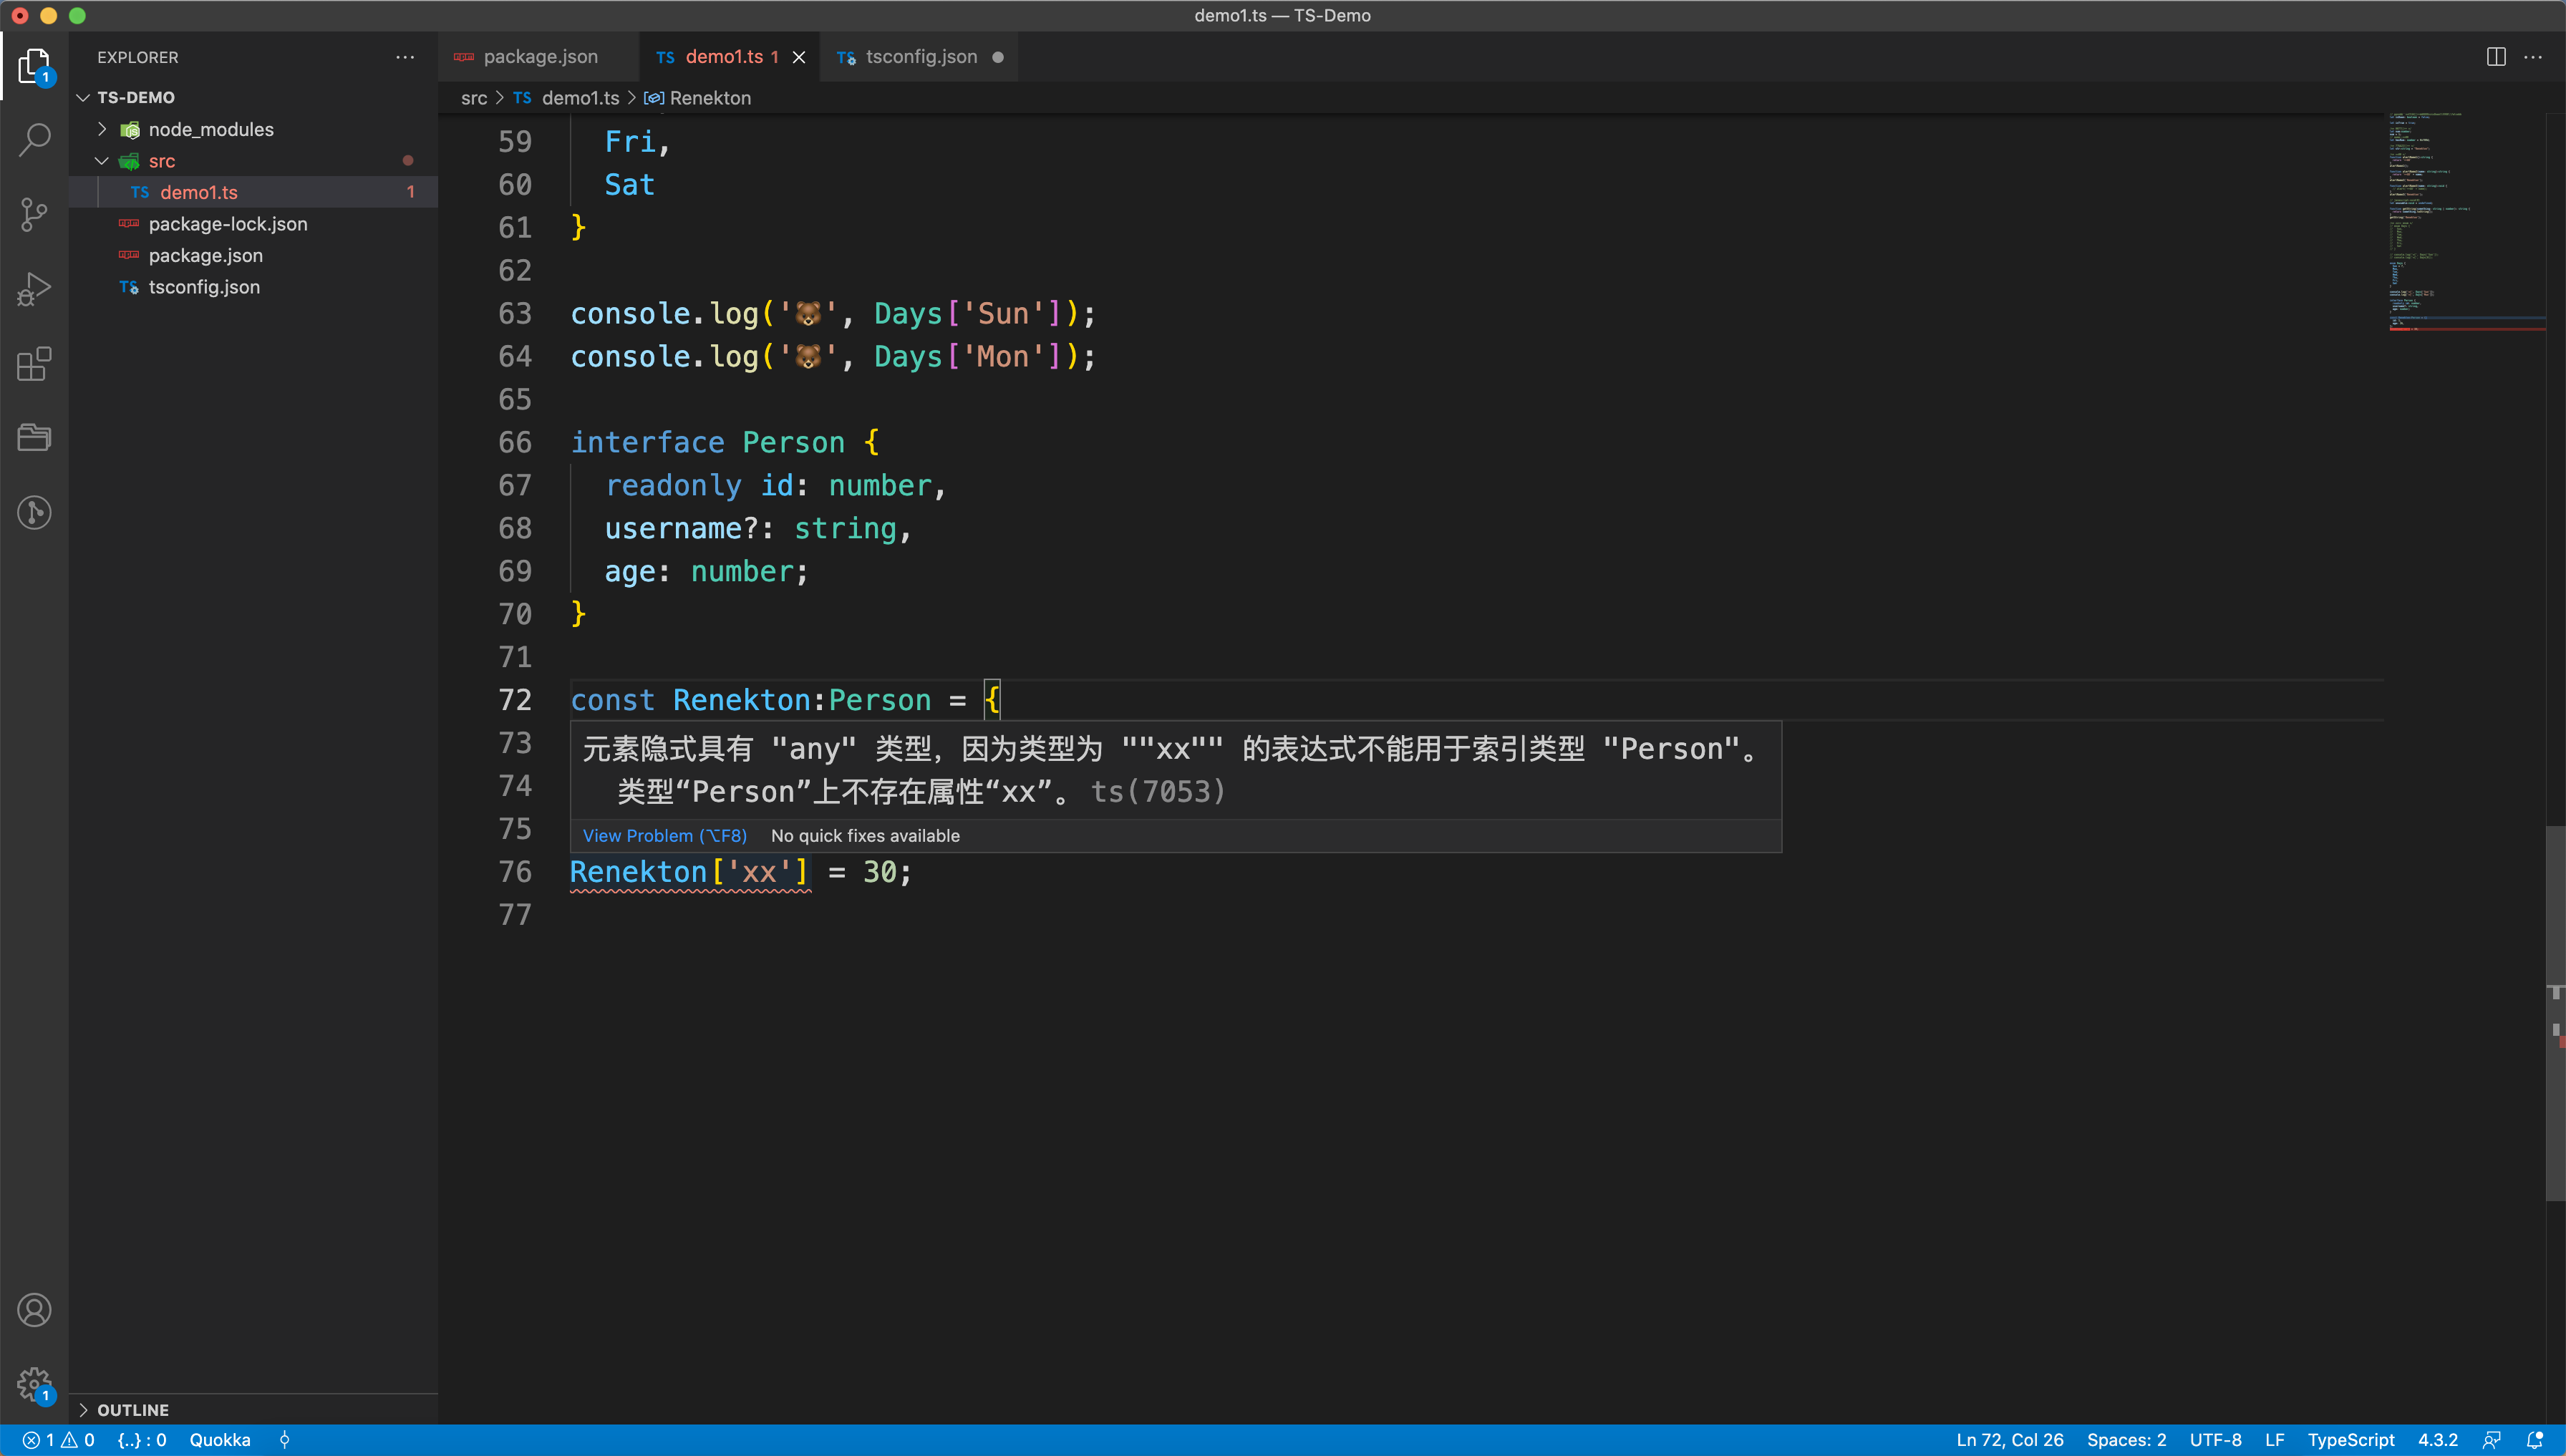 demo1.ts — TS-Demo
EXPLORER
package.json
TS demo1.ts 1
TS tsconfig.json
TS-DEMO
src > TS demo1.ts > Renekton
node_modules
src
TS demo1.ts 1
package-lock.json
package.json
TS tsconfig.json
1
59 Fri,
60 Sat
61 }
62
63 console.log('🐻', Days['Sun']);
64 console.log('🐻', Days['Mon']);
65
66 interface Person {
67 readonly id: number,
68 username?: string,
69 age: number;
70 }
71
72 const Renekton:Person = {
73
元素隐式具有 "any" 类型，因为类型为 ""xx"" 的表达式不能用于索引类型 "Person"。
74
类型“Person”上不存在属性“xx”。 ts(7053)
75
View Problem (⌥F8) No quick fixes available
76 Renekton['xx'] = 30;
77
1
OUTLINE
1 0 {..} : 0 Quokka
Ln 72, Col 26 Spaces: 2 UTF-8 LF TypeScript 4.3.2